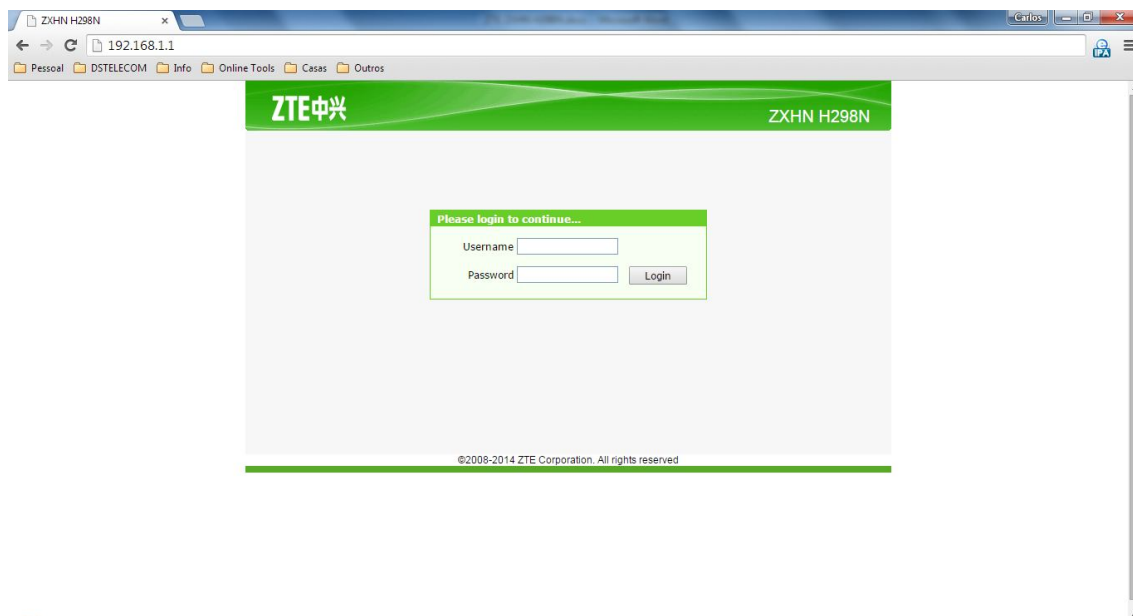 ZXHN H298N
Carlos
192.168.1.1
IPA
Pessoal DSTELECOM Info Online Tools Casas Outros
ZTE中兴
ZXHN H298N
Please login to continue...
Username
Password
Login
©2008-2014 ZTE Corporation. All rights reserved